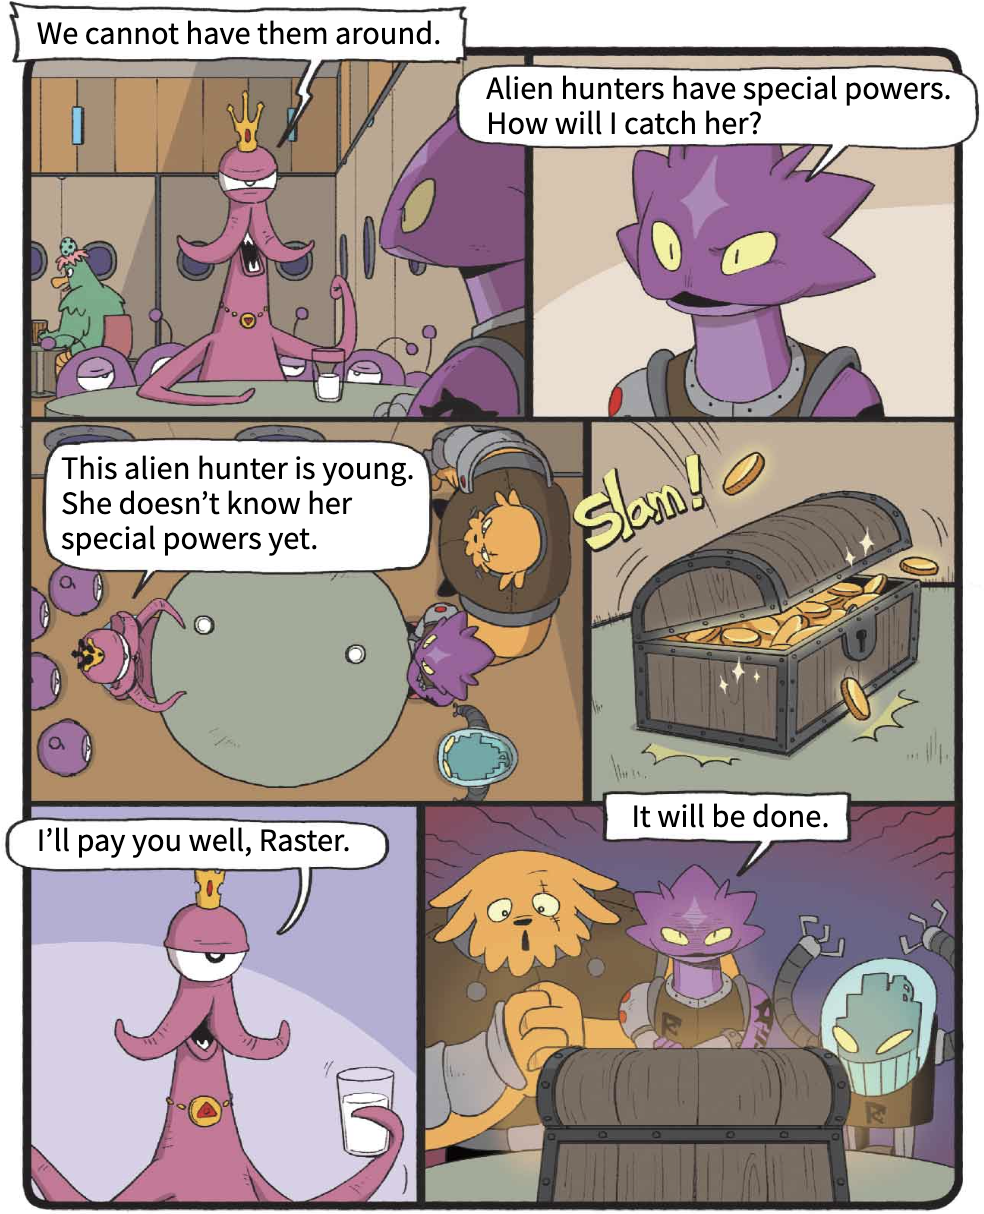 We cannot have them around.
Alien hunters have special powers.
How will I catch her?
This alien hunter is young.
She doesn’t know her
special powers yet.
Slam!
I’ll pay you well, Raster.
It will be done.